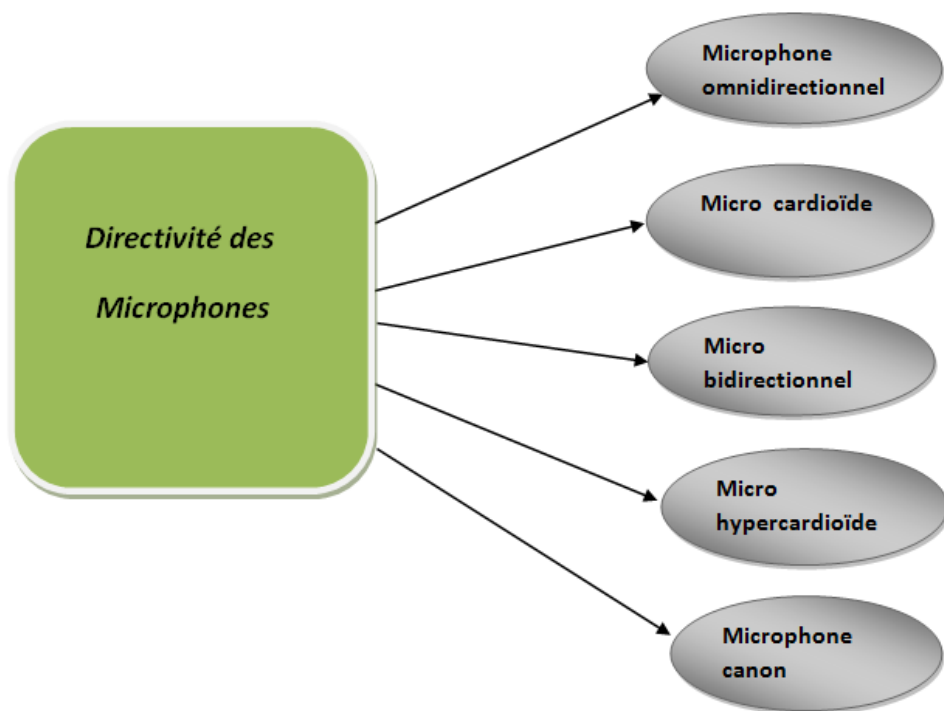 Directivité des
Microphones
Microphone
omnidirectionnel
Micro cardioïde
Micro
bidirectionnel
Micro
hypercardioïde
Microphone
canon